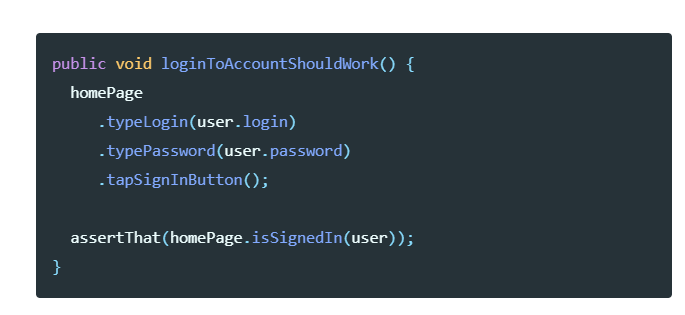 public void loginToAccountShouldWork() {
  homePage
     .typeLogin(user.login)
     .typePassword(user.password)
     .tapSignInButton();

  assertThat(homePage.isSignedIn(user));
}